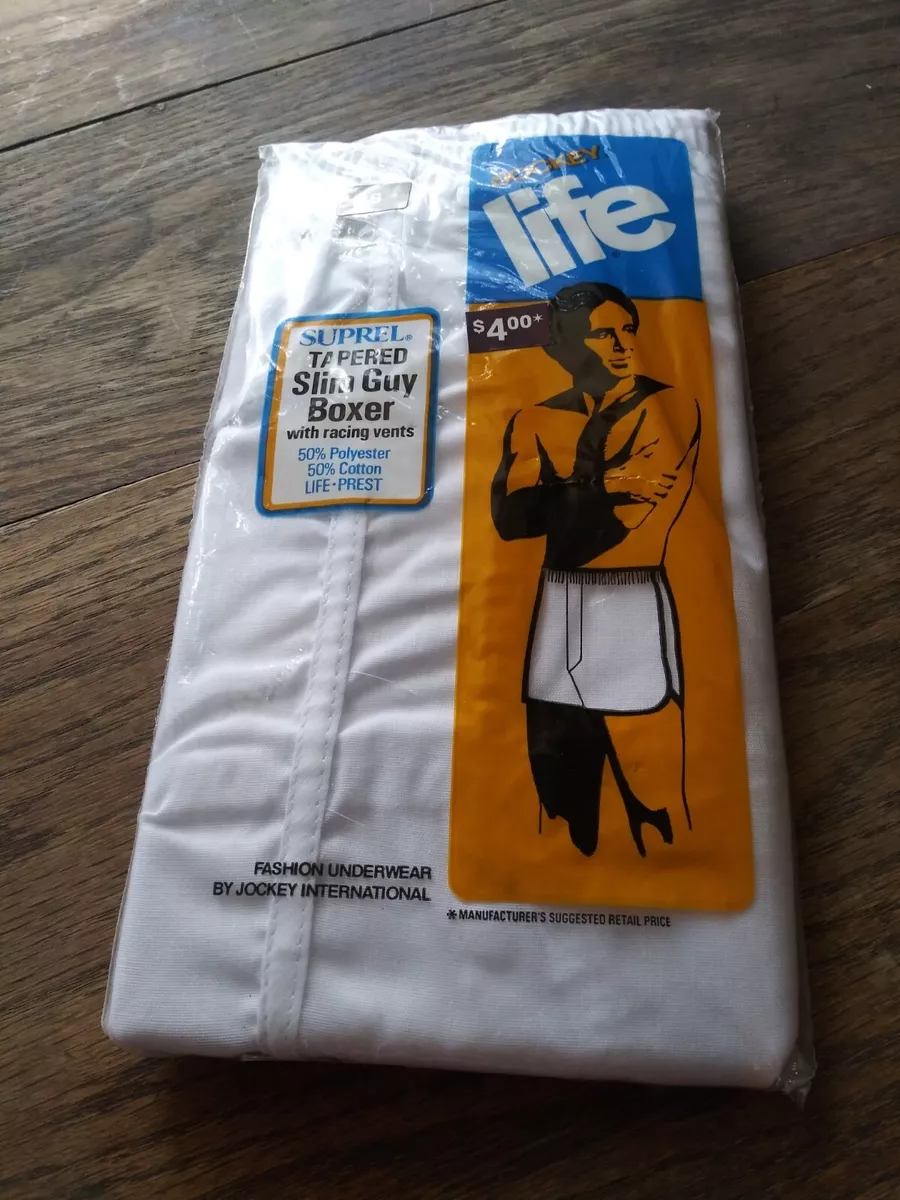 JOCKEY
life®
$4.00*
SUPREL®
TAPERED
Slim Guy
Boxer
with racing vents
50% Polyester
50% Cotton
LIFE·PREST
FASHION UNDERWEAR
BY JOCKEY INTERNATIONAL
*MANUFACTURER'S SUGGESTED RETAIL PRICE